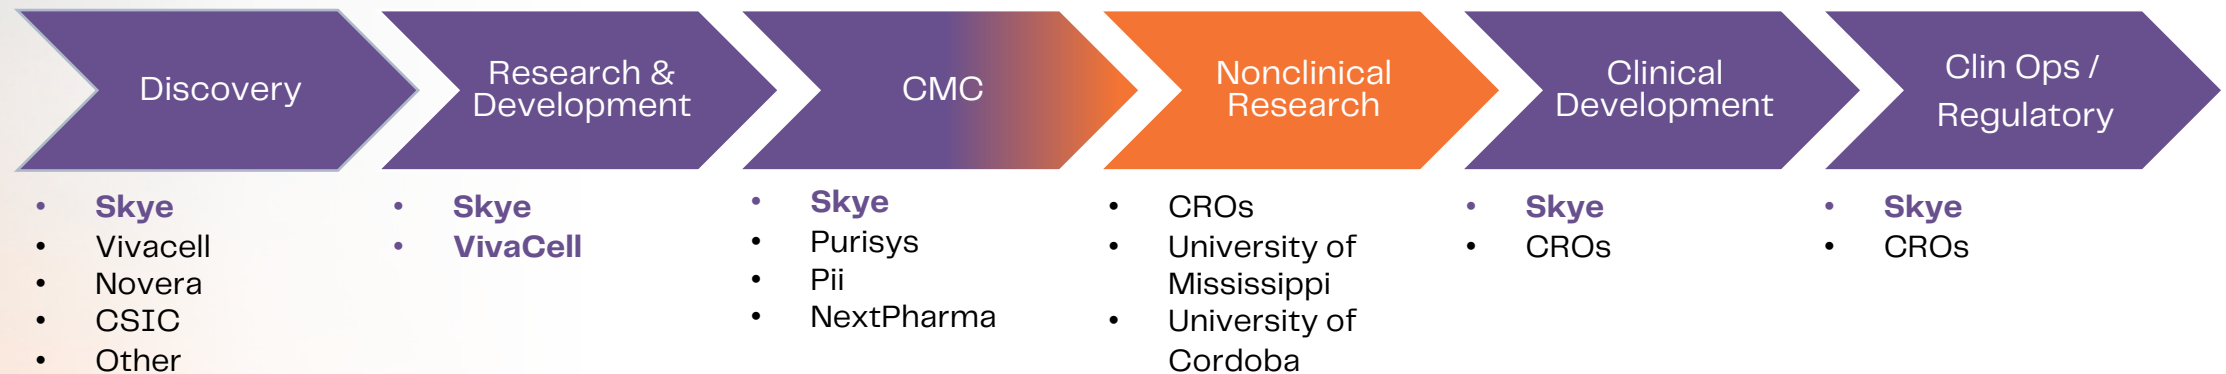 Discovery
Research &
Development
CMC
Nonclinical
Research
Clinical
Development
Clin Ops /
Regulatory
• Skye
• Vivacell
• Novera
• CSIC
• Other
• Skye
• VivaCell
• Skye
• Purisys
• Pii
• NextPharma
• CROs
• University of
Mississippi
• University of
Cordoba
• Skye
• CROs
• Skye
• CROs